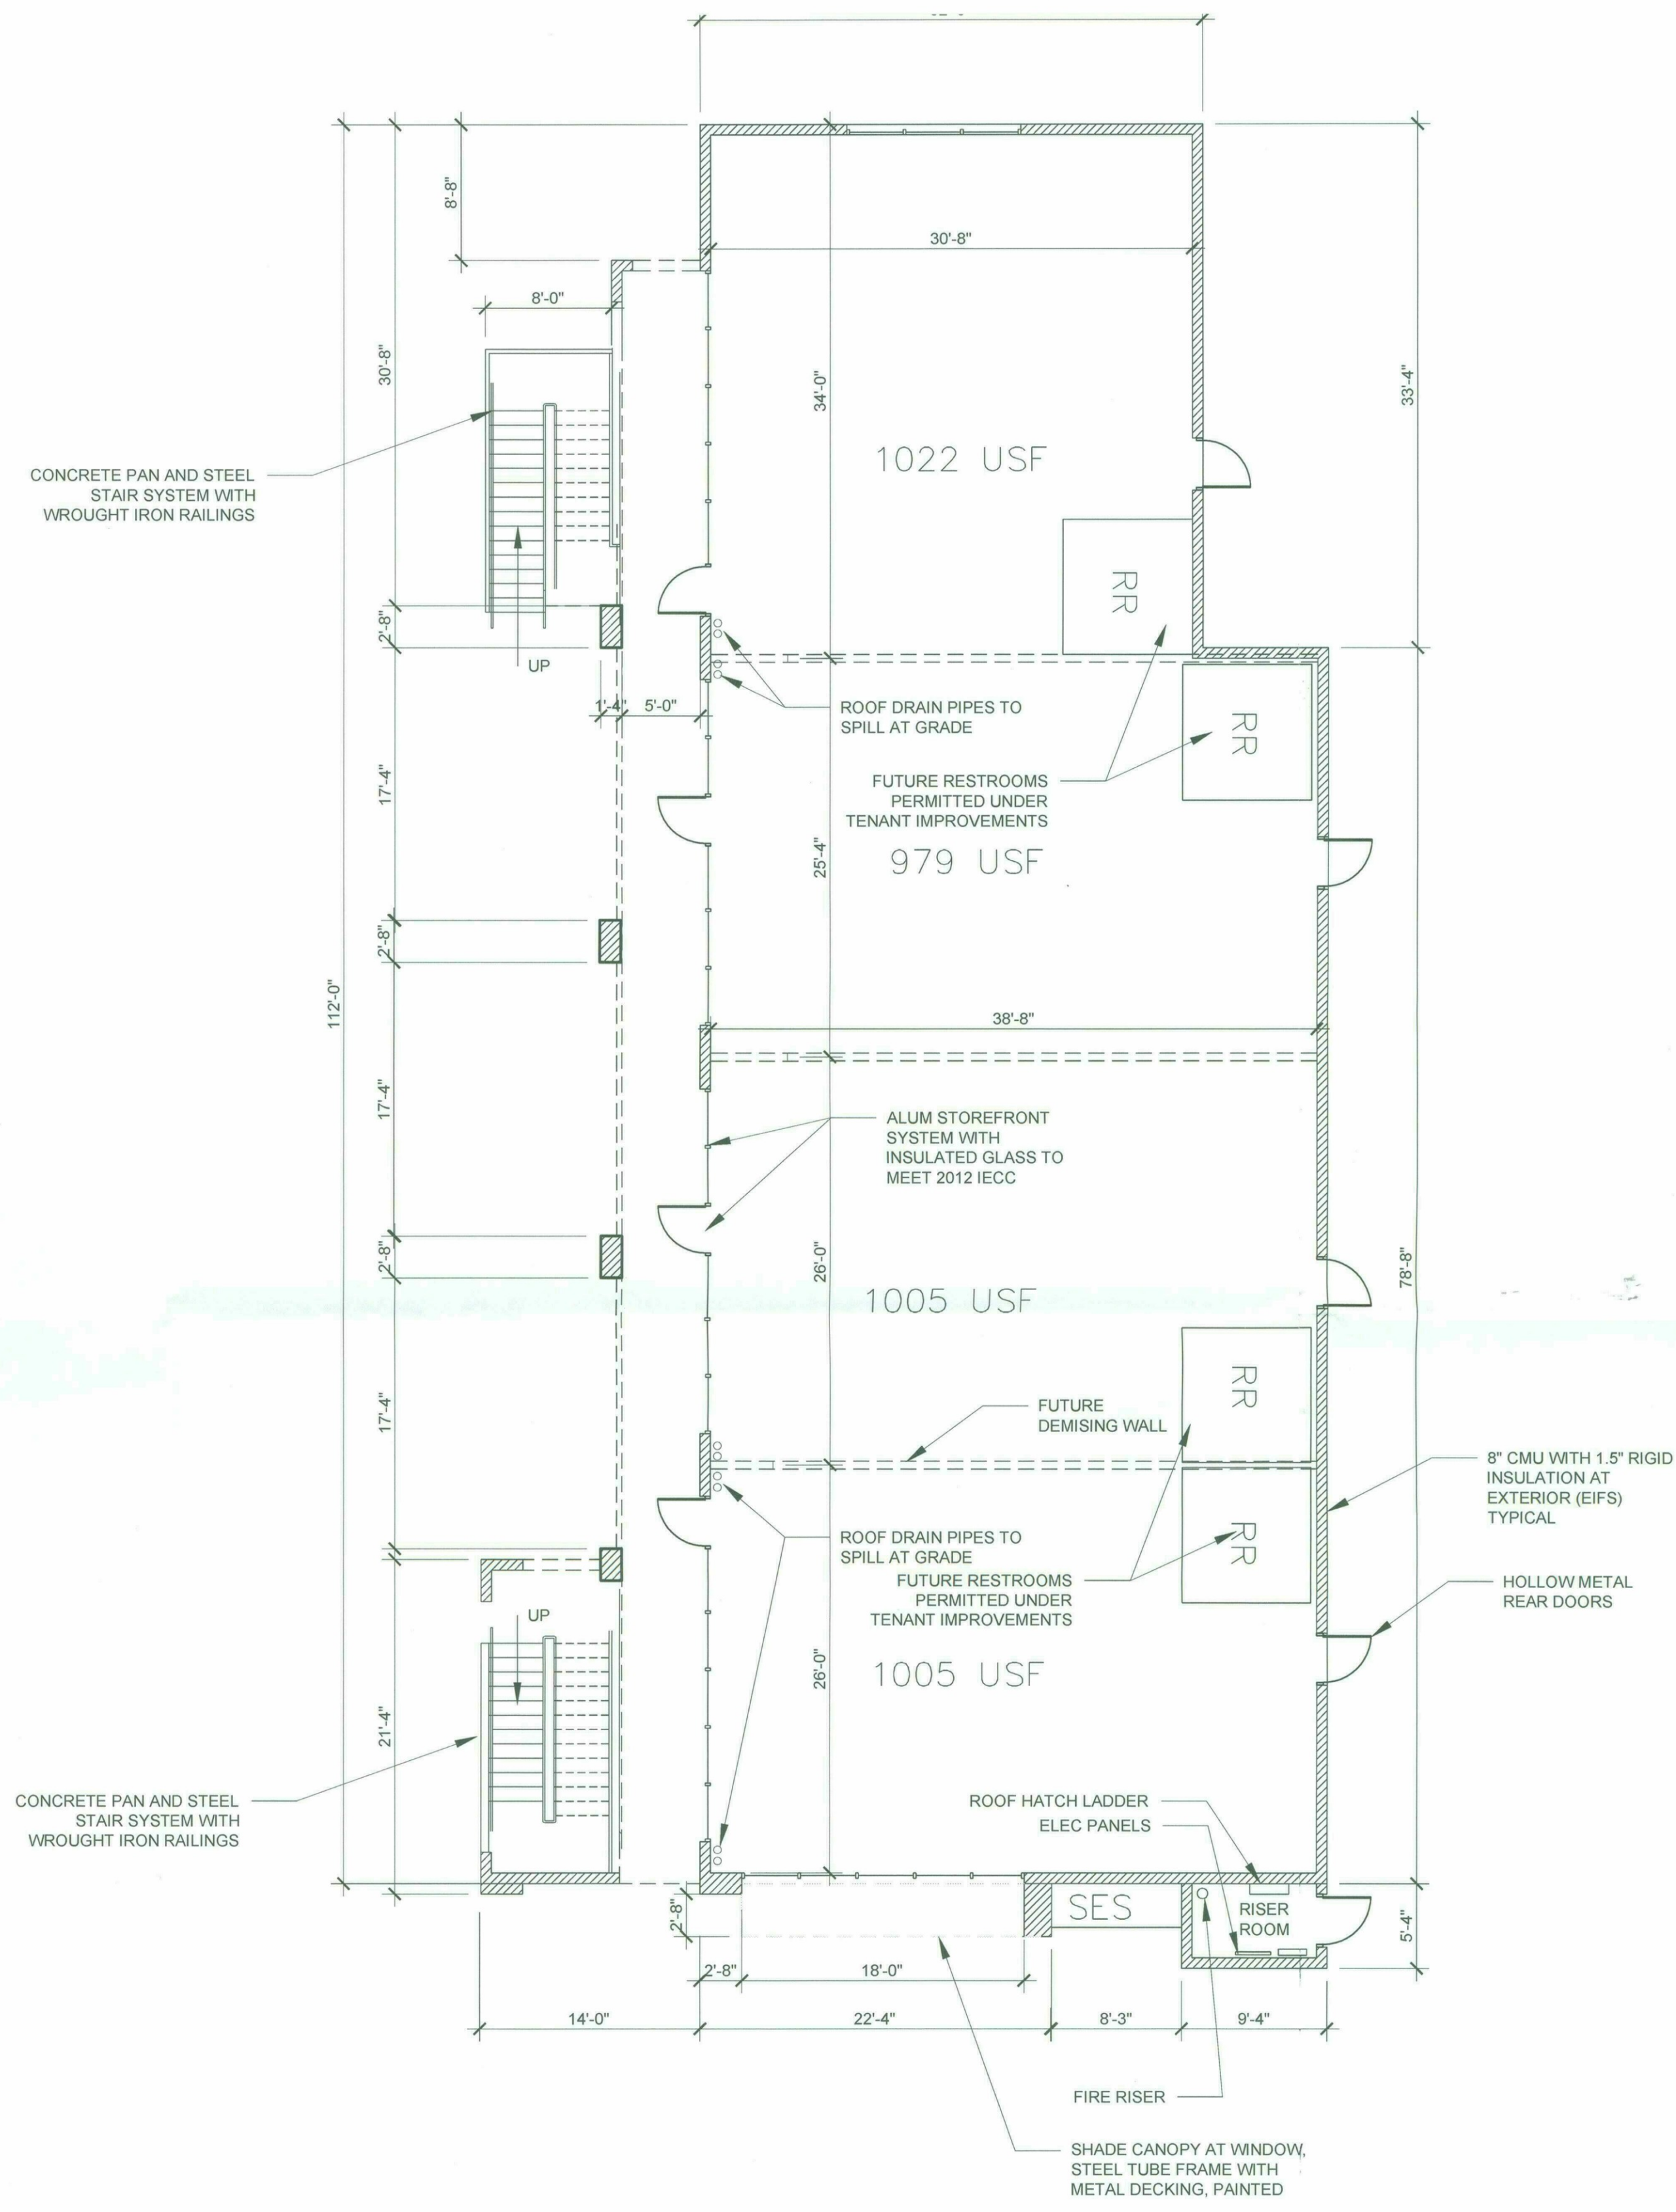 8'-8"
30'-8"
8'-0"
30'-8"
34'-0"
33'-4"
1022 USF
CONCRETE PAN AND STEEL
STAIR SYSTEM WITH
WROUGHT IRON RAILINGS
RR
2'-8"
UP
1'-4"
5'-0"
ROOF DRAIN PIPES TO
SPILL AT GRADE
RR
17'-4"
FUTURE RESTROOMS
PERMITTED UNDER
TENANT IMPROVEMENTS
25'-4"
979 USF
2'-8"
112'-0"
38'-8"
17'-4"
ALUM STOREFRONT
SYSTEM WITH
INSULATED GLASS TO
MEET 2012 IECC
2'-8"
26'-0"
78'-8"
1005 USF
RR
17'-4"
FUTURE
DEMISING WALL
8" CMU WITH 1.5" RIGID
INSULATION AT
EXTERIOR (EIFS)
TYPICAL
ROOF DRAIN PIPES TO
SPILL AT GRADE
RR
FUTURE RESTROOMS
PERMITTED UNDER
TENANT IMPROVEMENTS
HOLLOW METAL
REAR DOORS
UP
26'-0"
1005 USF
21'-4"
CONCRETE PAN AND STEEL
STAIR SYSTEM WITH
WROUGHT IRON RAILINGS
ROOF HATCH LADDER
ELEC PANELS
2'-8"
SES
RISER
ROOM
5'-4"
2'-8"
18'-0"
14'-0"
22'-4"
8'-3"
9'-4"
FIRE RISER
SHADE CANOPY AT WINDOW,
STEEL TUBE FRAME WITH
METAL DECKING, PAINTED